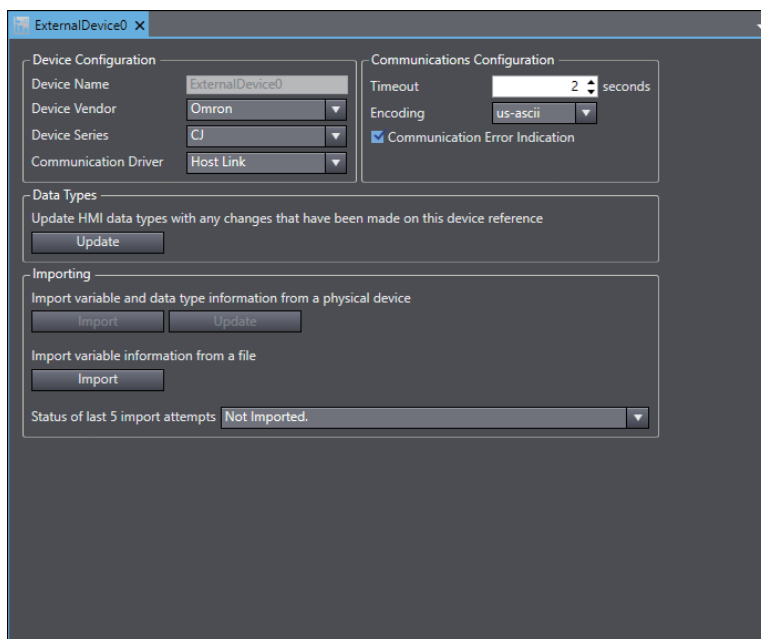 ExternalDevice0
Device Configuration
Device Name ExternalDevice0
Device Vendor Omron
Device Series CJ
Communication Driver Host Link
Communications Configuration
Timeout 2 seconds
Encoding us-ascii
Communication Error Indication
Data Types
Update HMI data types with any changes that have been made on this device reference
Update
Importing
Import variable and data type information from a physical device
Import Update
Import variable information from a file
Import
Status of last 5 import attempts Not Imported.